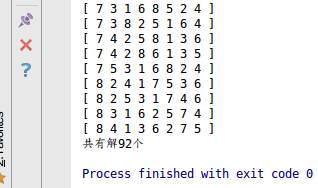 [ 7 3 1 6 8 5 2 4 ]
[ 7 3 8 2 5 1 6 4 ]
[ 7 4 2 5 8 1 3 6 ]
[ 7 4 2 8 6 1 3 5 ]
[ 7 5 3 1 6 8 2 4 ]
[ 8 2 4 1 7 5 3 6 ]
[ 8 2 5 3 1 7 4 6 ]
[ 8 3 1 6 2 5 7 4 ]
[ 8 4 1 3 6 2 7 5 ]
共有解92个
Process finished with exit code 0